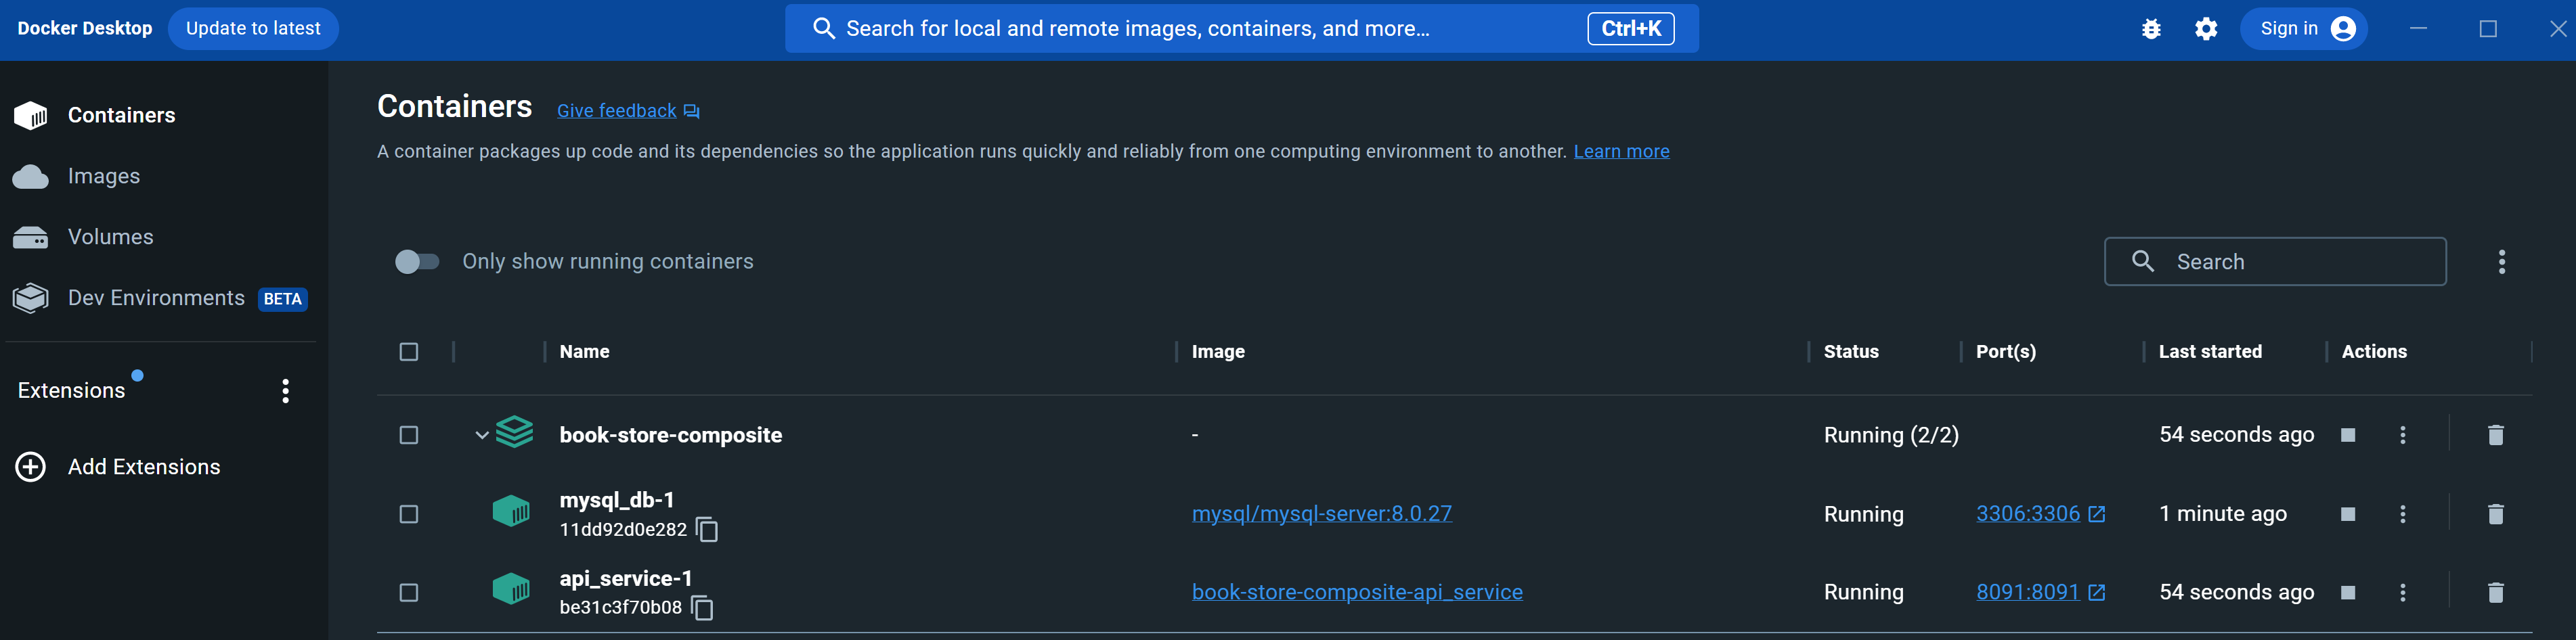 Docker Desktop Update to latest Search for local and remote images, containers, and more... Ctrl+K Sign in
Containers
Images
Volumes
Dev Environments BETA
Extensions
Add Extensions
Containers Give feedback
A container packages up code and its dependencies so the application runs quickly and reliably from one computing environment to another. Learn more
Only show running containers Search
Name Image Status Port(s) Last started Actions
book-store-composite - Running (2/2) 54 seconds ago
mysql_db-1
11dd92d0e282 mysql/mysql-server:8.0.27 Running 3306:3306 1 minute ago
api_service-1
be31c3f70b08 book-store-composite-api_service Running 8091:8091 54 seconds ago